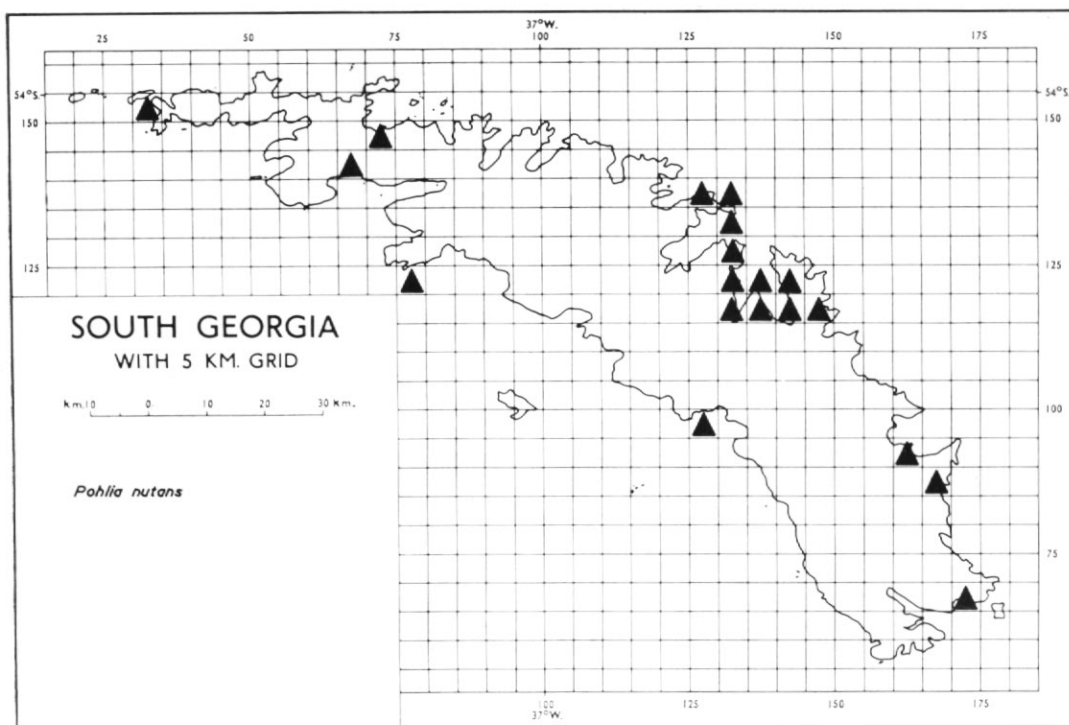 37°W.
25 50 75 100 125 150 175
54°S. 54°S.
150 150
125 125
SOUTH GEORGIA
WITH 5 KM. GRID
km.10 0 10 20 30 km.
100
Pohlia nutans
75
100 125 150 175
37°W.